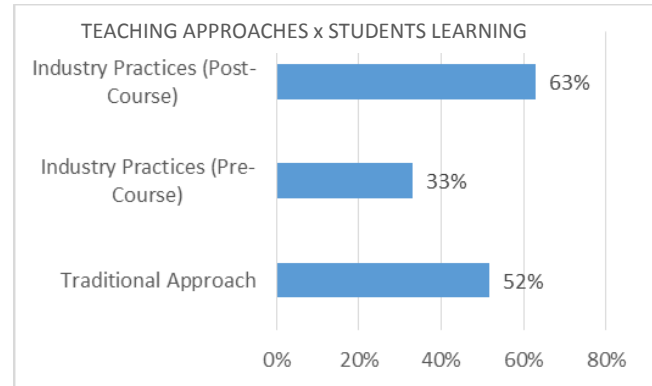 TEACHING APPROACHES x STUDENTS LEARNING
Industry Practices (Post-
Course)
63%
Industry Practices (Pre-
Course)
33%
Traditional Approach
52%
0% 20% 40% 60% 80%